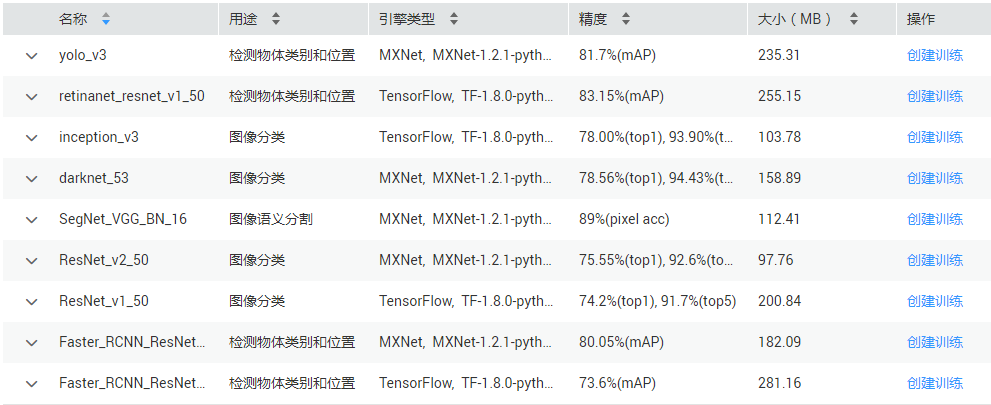 名称 用途 引擎类型 精度 大小（MB） 操作
yolo_v3 检测物体类别和位置 MXNet, MXNet-1.2.1-pyth... 81.7%(mAP) 235.31 创建训练
retinanet_resnet_v1_50 检测物体类别和位置 TensorFlow, TF-1.8.0-pyth... 83.15%(mAP) 255.15 创建训练
inception_v3 图像分类 TensorFlow, TF-1.8.0-pyth... 78.00%(top1), 93.90%(t... 103.78 创建训练
darknet_53 图像分类 MXNet, MXNet-1.2.1-pyth... 78.56%(top1), 94.43%(t... 158.89 创建训练
SegNet_VGG_BN_16 图像语义分割 MXNet, MXNet-1.2.1-pyth... 89%(pixel acc) 112.41 创建训练
ResNet_v2_50 图像分类 MXNet, MXNet-1.2.1-pyth... 75.55%(top1), 92.6%(to... 97.76 创建训练
ResNet_v1_50 图像分类 TensorFlow, TF-1.8.0-pyth... 74.2%(top1), 91.7%(top5) 200.84 创建训练
Faster_RCNN_ResNet... 检测物体类别和位置 MXNet, MXNet-1.2.1-pyth... 80.05%(mAP) 182.09 创建训练
Faster_RCNN_ResNet... 检测物体类别和位置 TensorFlow, TF-1.8.0-pyth... 73.6%(mAP) 281.16 创建训练